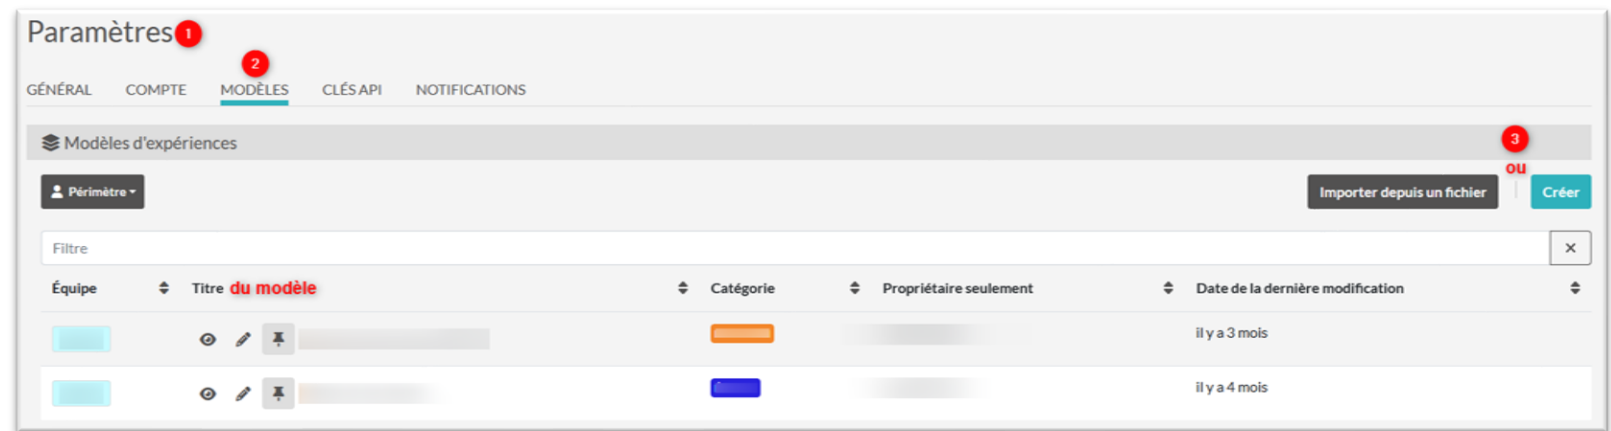 Paramètres 1
2
GÉNÉRAL COMPTE MODÈLES CLÉS API NOTIFICATIONS
Modèles d'expériences
3
ou
Périmètre Importer depuis un fichier Créer
Filtre ×
Équipe Titre du modèle Catégorie Propriétaire seulement Date de la dernière modification
il y a 3 mois
il y a 4 mois